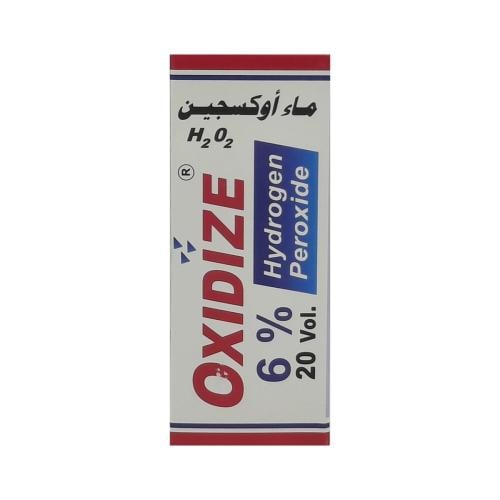 ماء أوكسجين
H2O2
OXIDIZE ®
6 %
20 Vol.
Hydrogen
Peroxide